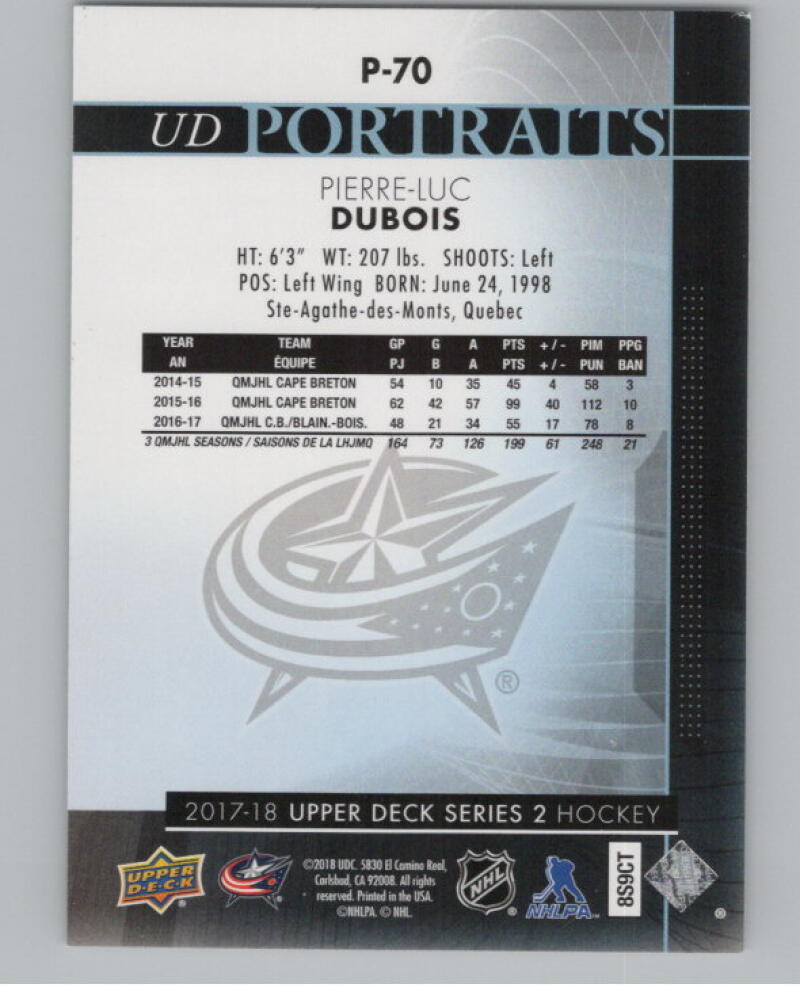 P-70
UD PORTRAITS
PIERRE-LUC
DUBOIS
HT: 6'3" WT: 207 lbs. SHOOTS: Left
POS: Left Wing BORN: June 24, 1998
Ste-Agathe-des-Monts, Quebec
YEAR TEAM GP G A PTS +/- PIM PPG
AN ÉQUIPE PJ B A PTS +/- PUN BAN
2014-15 QMJHL CAPE BRETON 54 10 35 45 4 58 3
2015-16 QMJHL CAPE BRETON 62 42 57 99 40 112 10
2016-17 QMJHL C.B./BLAIN.-BOIS. 48 21 34 55 17 78 8
3 QMJHL SEASONS / SAISONS DE LA LHJMQ 164 73 126 199 61 248 21
®
2017-18 UPPER DECK SERIES 2 HOCKEY
UPPER
D·E·C·K
®
©2018 UDC. 5830 El Camino Real,
Carlsbad, CA 92008. All rights
reserved. Printed in the USA.
©NHLPA. © NHL.
NHL
®
NHLPA™
8S9CT
®